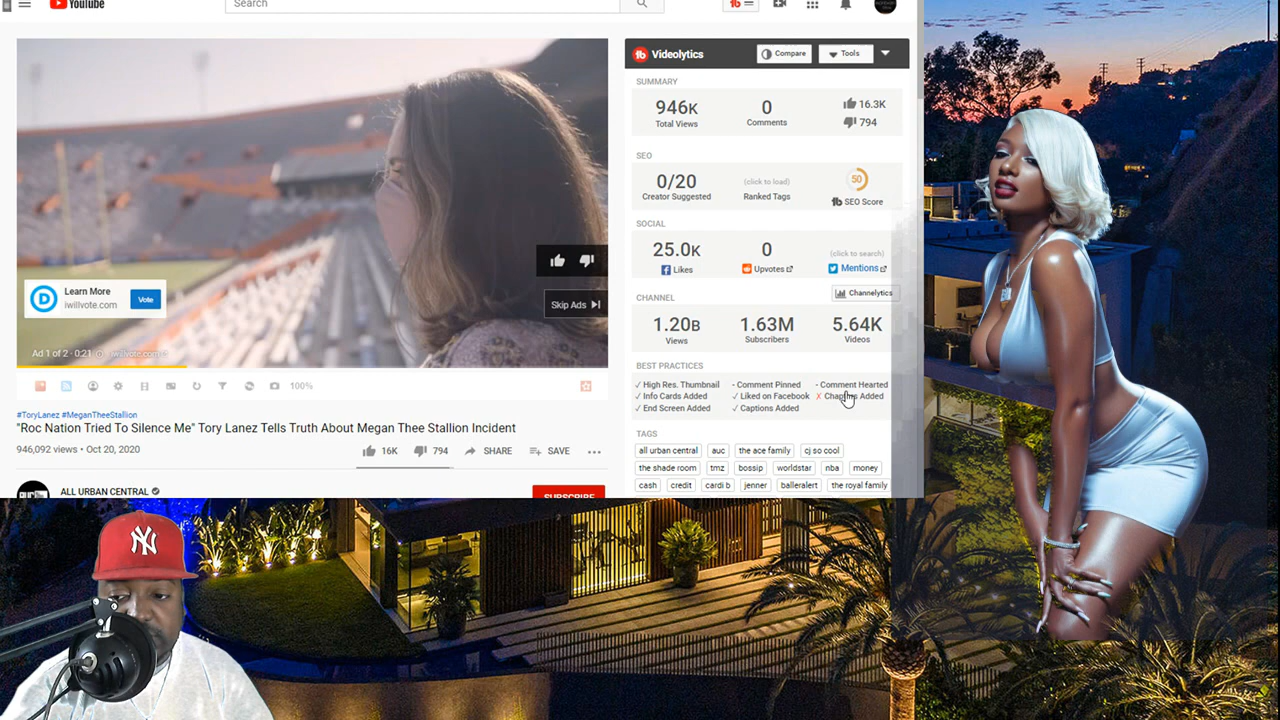 YouTube
Search
Learn More
iwillvote.com
Vote
Skip Ads
Ad 1 of 2 · 0:21
iwillvote.com
100%
#ToryLanez #MeganTheeStallion
"Roc Nation Tried To Silence Me" Tory Lanez Tells Truth About Megan Thee Stallion Incident
946,092 views • Oct 20, 2020
16K 794 SHARE SAVE
ALL URBAN CENTRAL
SUBSCRIBE
Videolytics
Compare
Tools
SUMMARY
946K 0 16.3K
Total Views Comments 794
SEO
0/20 (click to load) 50
Creator Suggested Ranked Tags SEO Score
SOCIAL
25.0K 0 (click to search)
Likes Upvotes Mentions
CHANNEL
Channelytics
1.20B 1.63M 5.64K
Views Subscribers Videos
BEST PRACTICES
✓ High Res. Thumbnail - Comment Pinned - Comment Hearted
✓ Info Cards Added ✓ Liked on Facebook X Chapters Added
✓ End Screen Added ✓ Captions Added
TAGS
all urban central auc the ace family cj so cool
the shade room tmz bossip worldstar nba money
cash credit cardi b jenner balleralert the royal family
NY